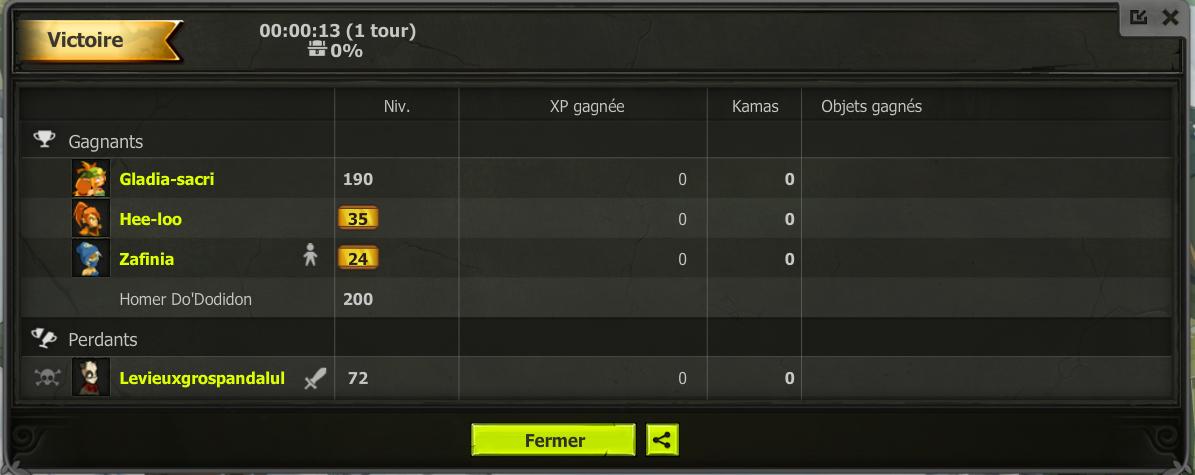 Victoire
00:00:13 (1 tour)
0%
Niv. XP gagnée Kamas Objets gagnés
Gagnants
Gladia-sacri 190 0 0
Hee-loo 35 0 0
Zafinia 24 0 0
Homer Do'Dodidon 200
Perdants
Levieuxgrospandalul 72 0 0
Fermer